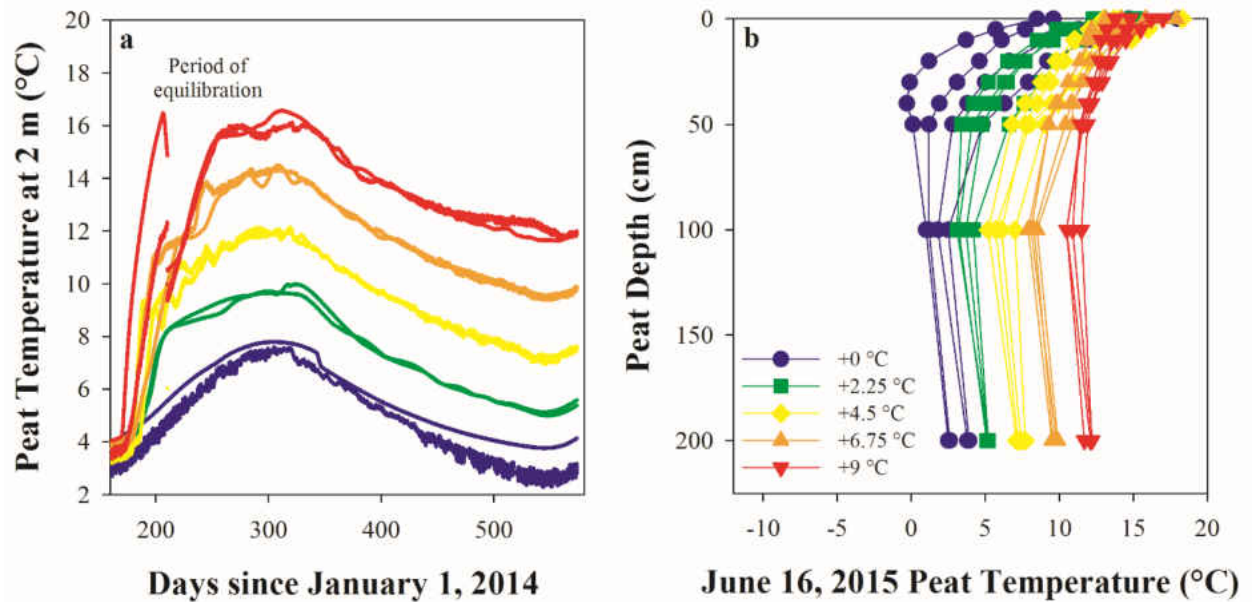 a
Period of
equilibration
Peat Temperature at 2 m (°C)
20
18
16
14
12
10
8
6
4
2
200
300
400
500
Days since January 1, 2014
b
Peat Depth (cm)
0
50
100
150
200
+0 °C
+2.25 °C
+4.5 °C
+6.75 °C
+9 °C
-10
-5
0
5
10
15
20
June 16, 2015 Peat Temperature (°C)